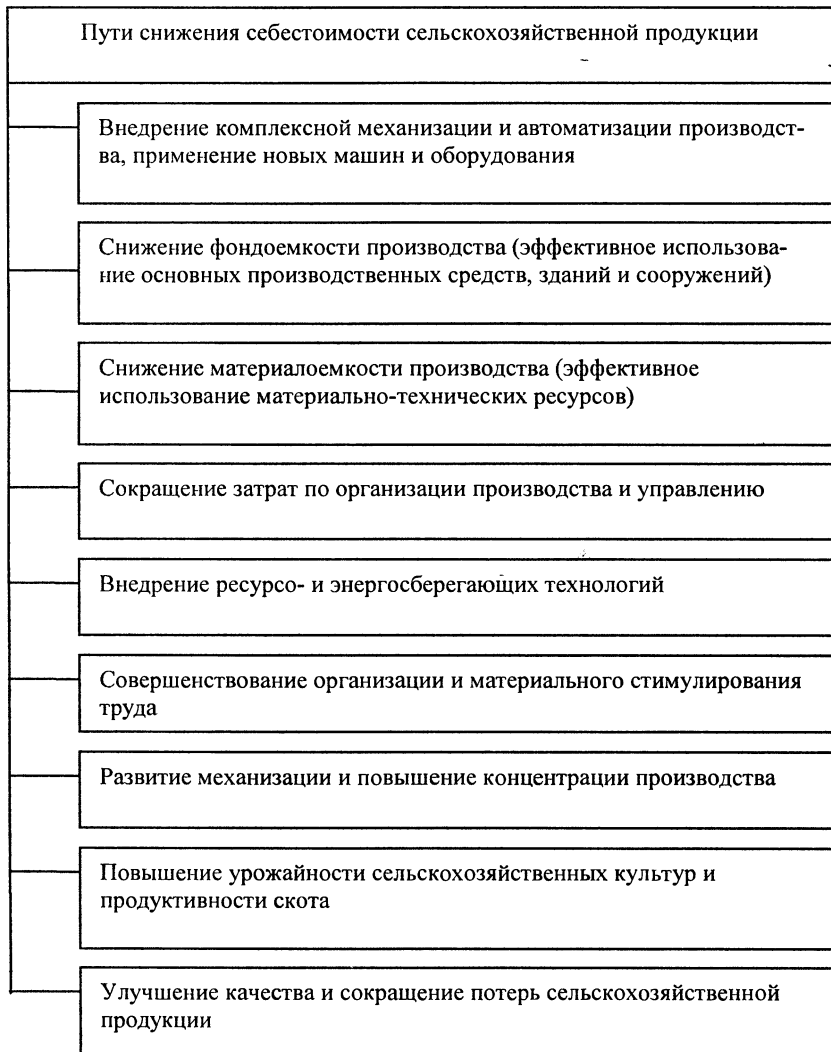 Пути снижения себестоимости сельскохозяйственной продукции
Внедрение комплексной механизации и автоматизации производст-
ва, применение новых машин и оборудования
Снижение фондоемкости производства (эффективное использова-
ние основных производственных средств, зданий и сооружений)
Снижение материалоемкости производства (эффективное
использование материально-технических ресурсов)
Сокращение затрат по организации производства и управлению
Внедрение ресурсо- и энергосберегающих технологий
Совершенствование организации и материального стимулирования
труда
Развитие механизации и повышение концентрации производства
Повышение урожайности сельскохозяйственных культур и
продуктивности скота
Улучшение качества и сокращение потерь сельскохозяйственной
продукции